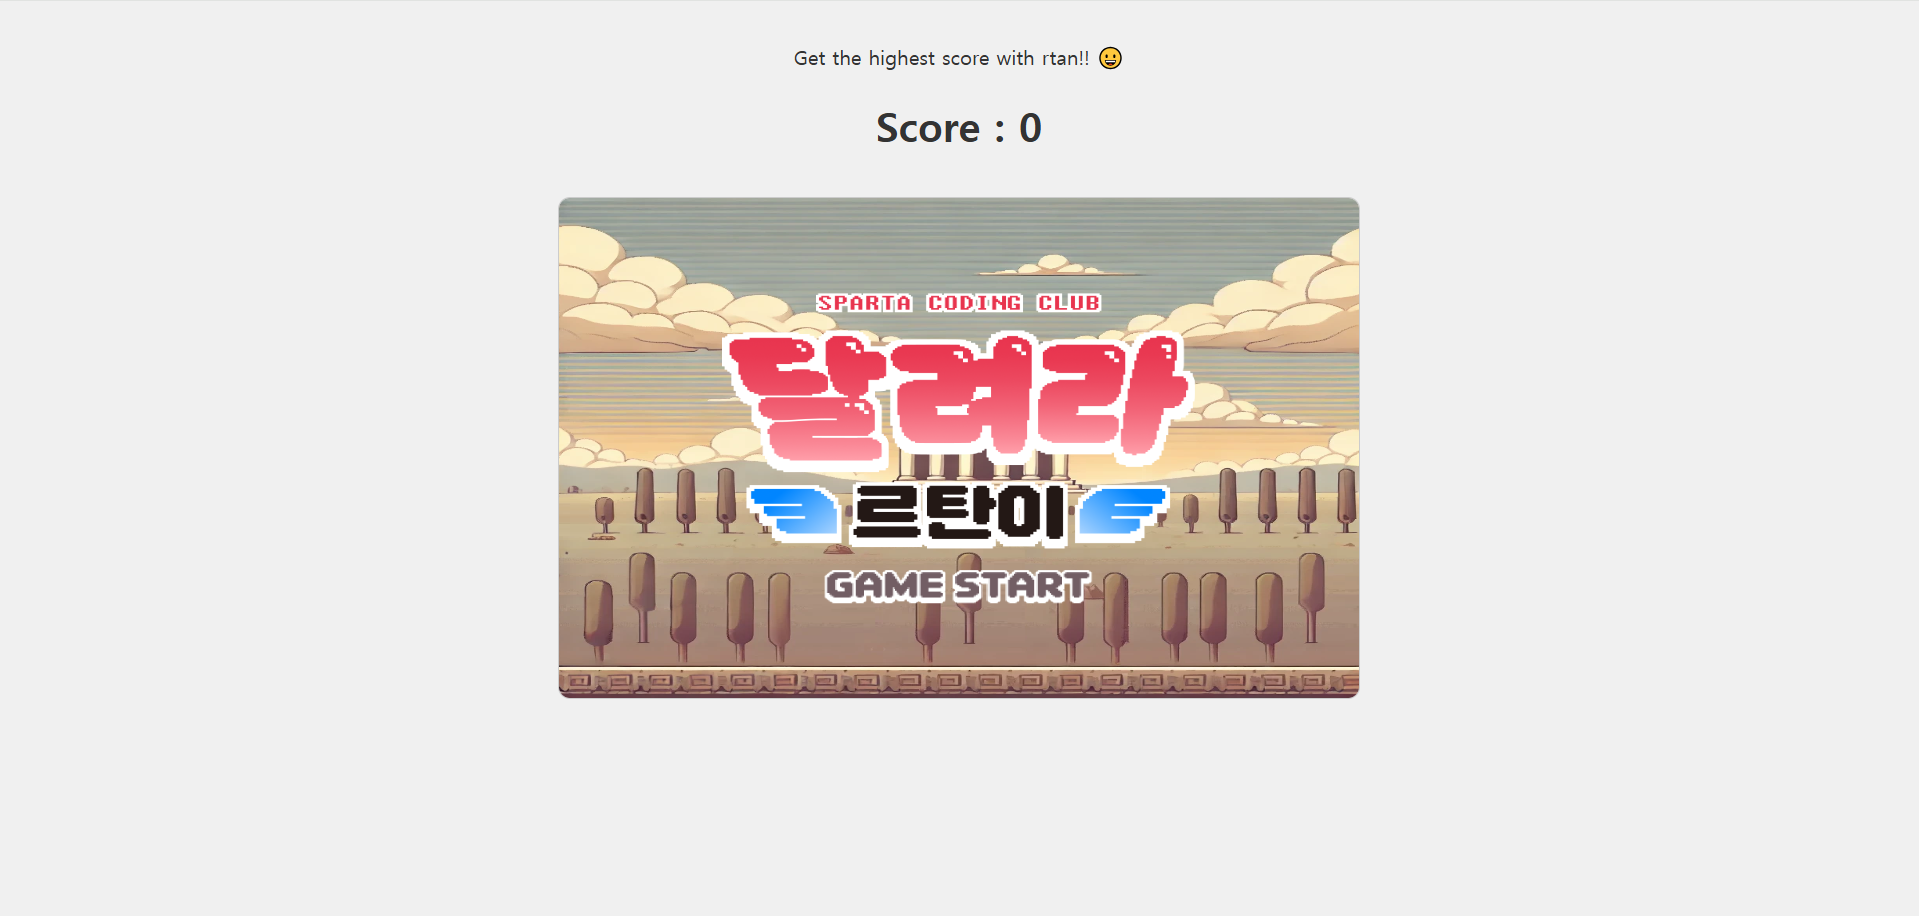 Get the highest score with rtan!! 😀
Score : 0
SPARTA CODING CLUB
달려라
르탄이
GAME START